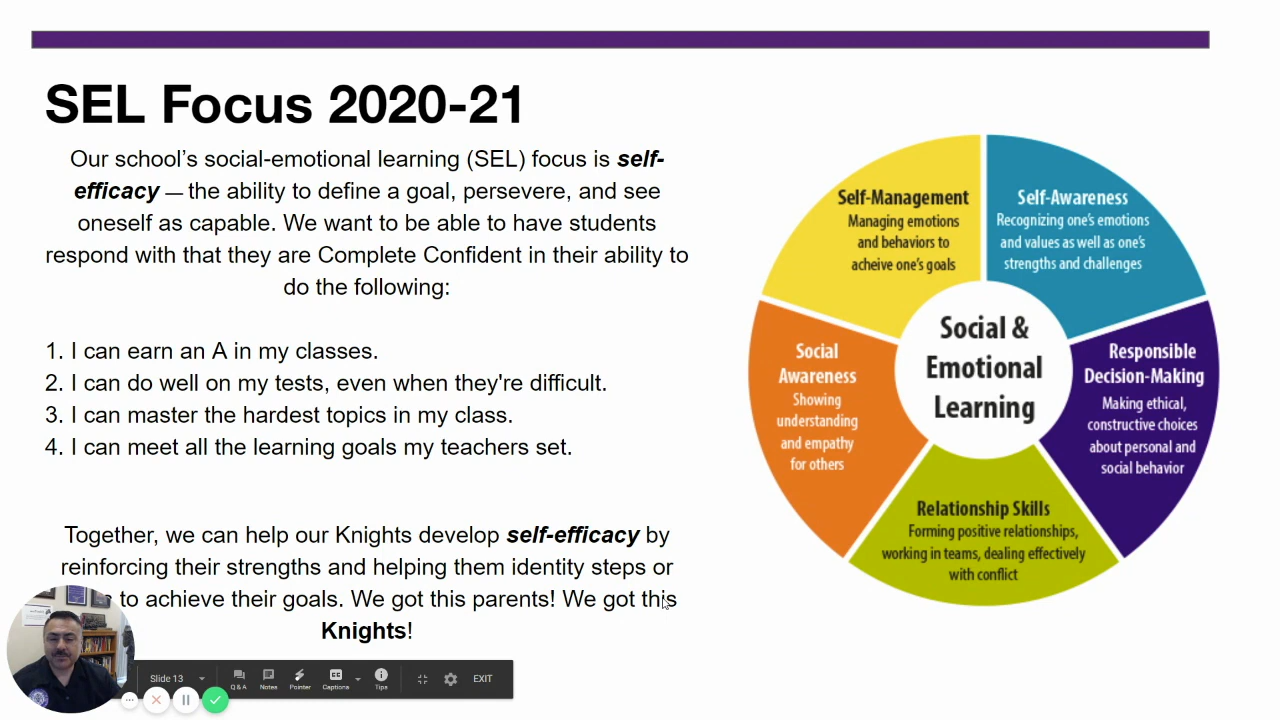 SEL Focus 2020-21
Our school's social-emotional learning (SEL) focus is self-
efficacy — the ability to define a goal, persevere, and see
oneself as capable. We want to be able to have students
respond with that they are Complete Confident in their ability to
do the following:
1. I can earn an A in my classes.
2. I can do well on my tests, even when they're difficult.
3. I can master the hardest topics in my class.
4. I can meet all the learning goals my teachers set.
Together, we can help our Knights develop self-efficacy by
reinforcing their strengths and helping them identity steps or
to achieve their goals. We got this parents! We got this
Knights!
Self-Management
Managing emotions
and behaviors to
acheive one's goals
Self-Awareness
Recognizing one's emotions
and values as well as one's
strengths and challenges
Social
Awareness
Showing
understanding
and empathy
for others
Social &
Emotional
Learning
Responsible
Decision-Making
Making ethical,
constructive choices
about personal and
social behavior
Relationship Skills
Forming positive relationships,
working in teams, dealing effectively
with conflict
Slide 13
Q & A
Notes
Pointer
CC
Captions
Tips
EXIT